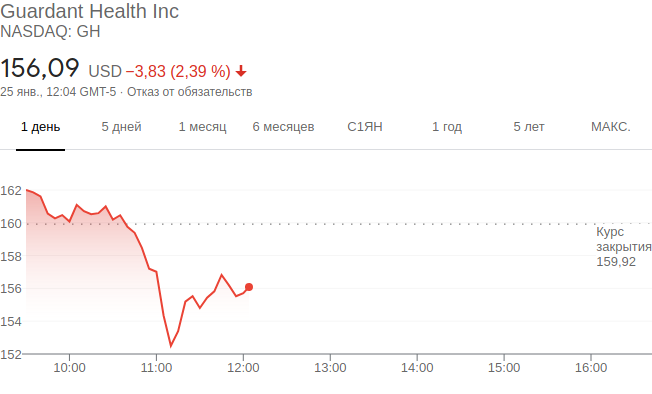 Guardant Health Inc
NASDAQ: GH
156,09 USD −3,83 (2,39 %)
25 янв., 12:04 GMT-5 · Отказ от обязательств
1 день 5 дней 1 месяц 6 месяцев С1ЯН 1 год 5 лет МАКС.
162
160
Курс
закрытия
159,92
158
156
154
152
10:00 11:00 12:00 13:00 14:00 15:00 16:00